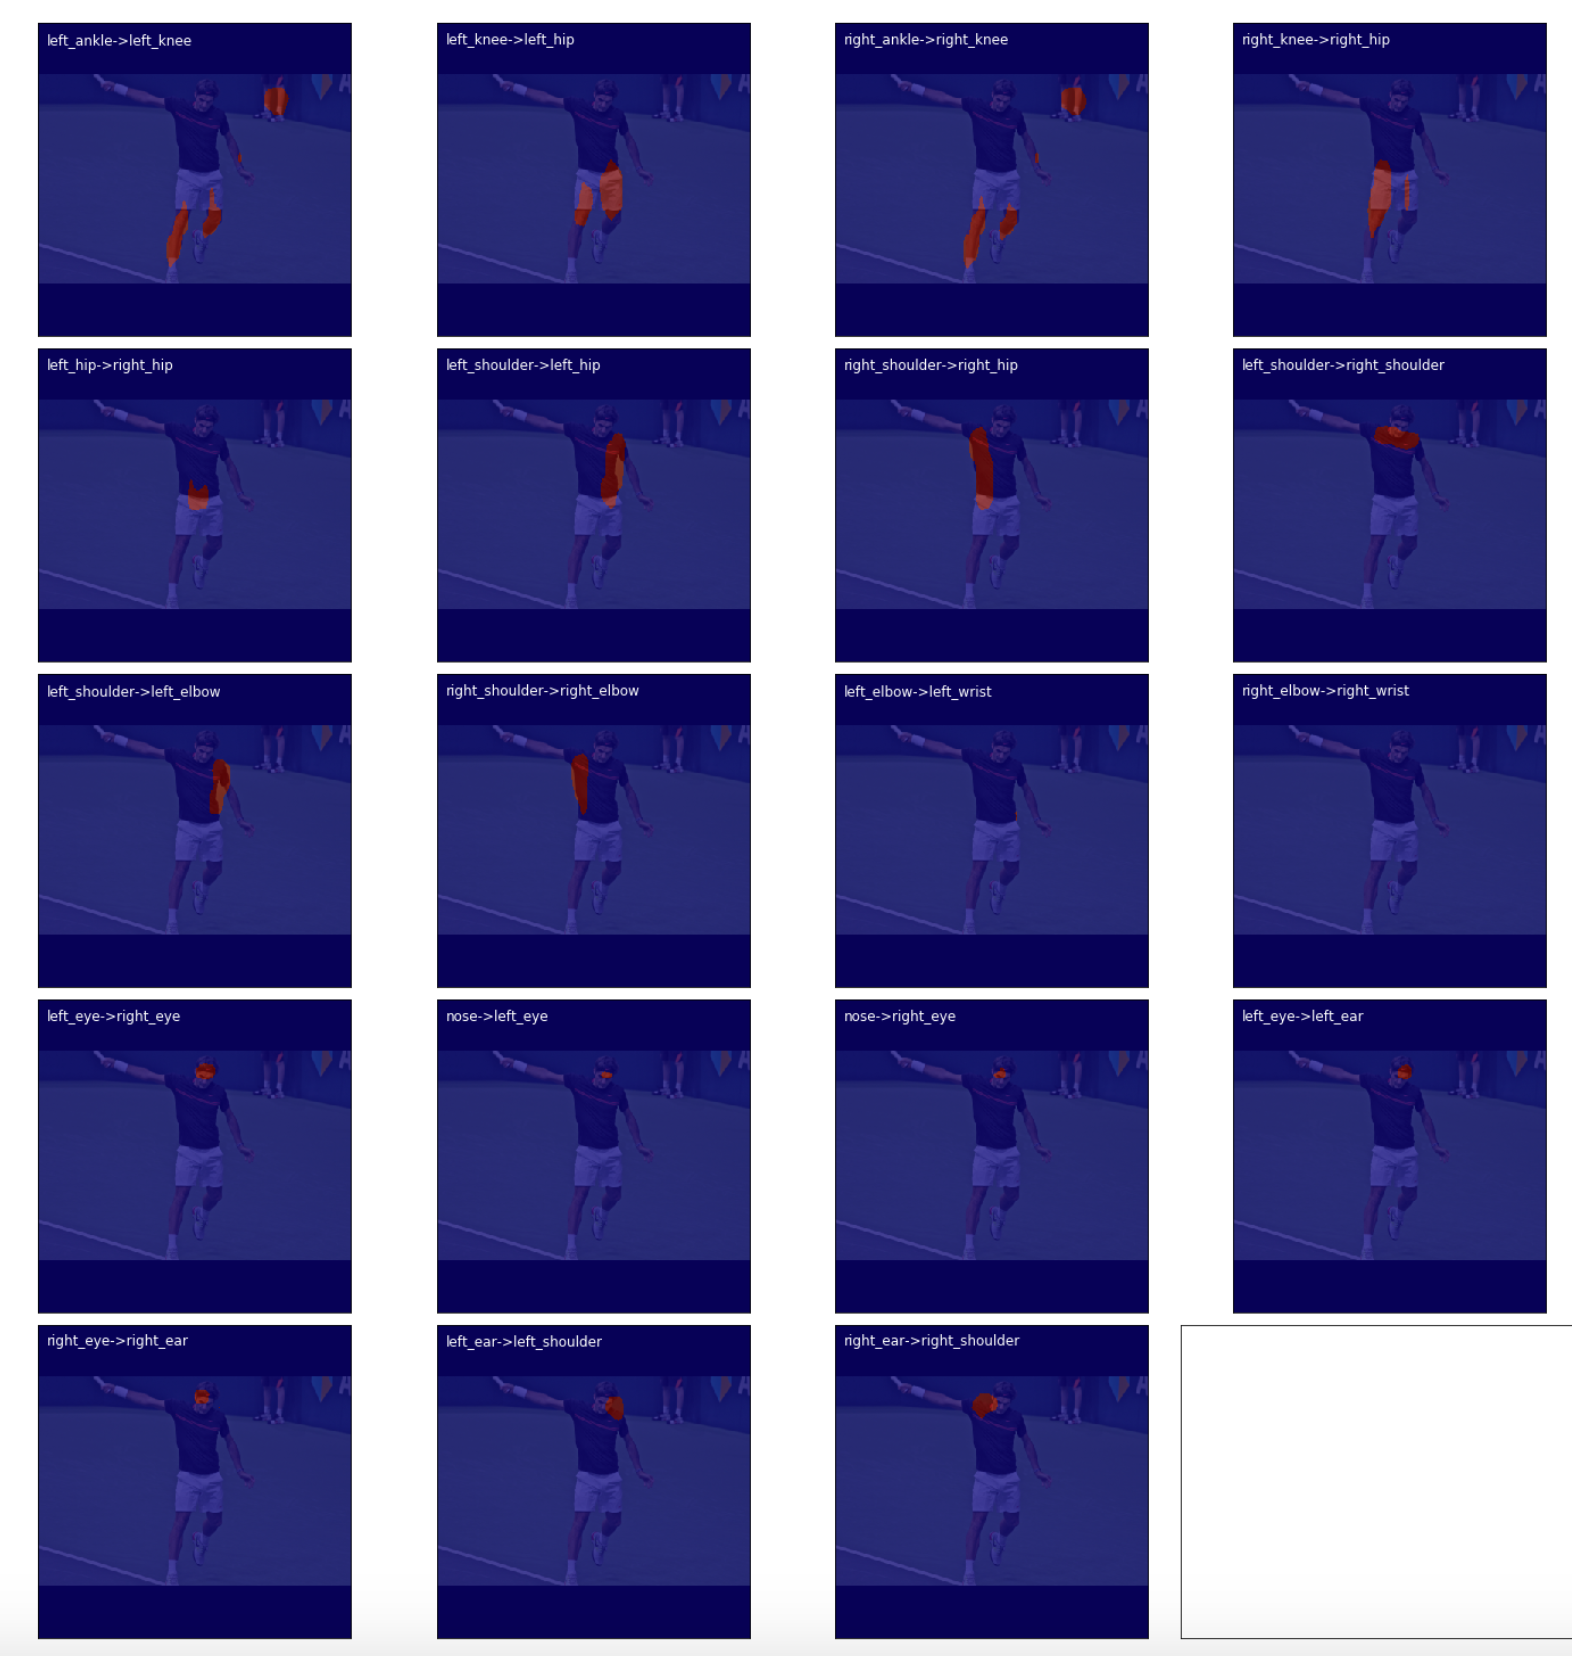 left_ankle->left_knee
left_knee->left_hip
right_ankle->right_knee
right_knee->right_hip
left_hip->right_hip
left_shoulder->left_hip
right_shoulder->right_hip
left_shoulder->right_shoulder
left_shoulder->left_elbow
right_shoulder->right_elbow
left_elbow->left_wrist
right_elbow->right_wrist
left_eye->right_eye
nose->left_eye
nose->right_eye
left_eye->left_ear
right_eye->right_ear
left_ear->left_shoulder
right_ear->right_shoulder